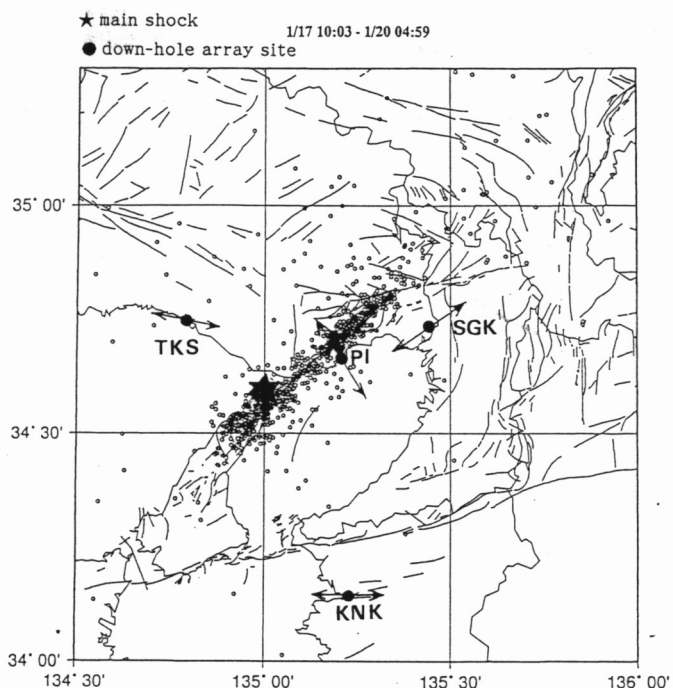 ★ main shock
1/17 10:03 - 1/20 04:59
● down-hole array site
35° 00'
TKS
PI
SGK
34° 30'
KNK
34° 00'
134° 30'
135° 00'
135° 30'
136° 00'